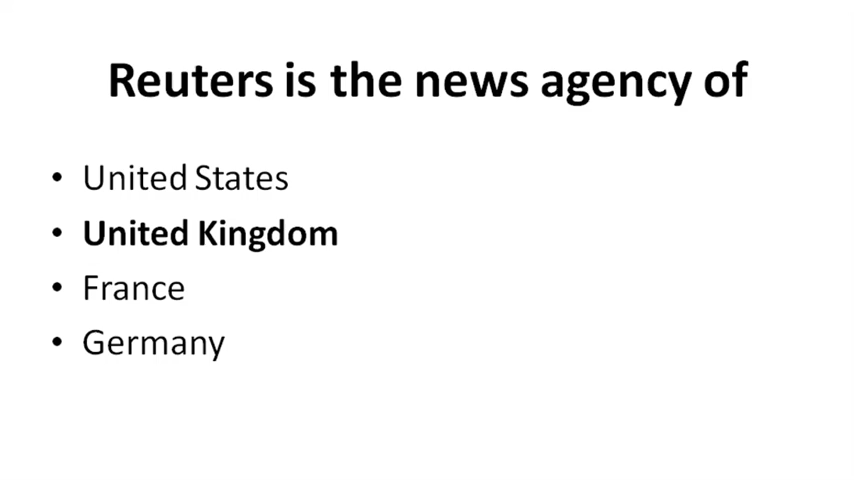 Reuters is the news agency of
• United States
• United Kingdom
• France
• Germany